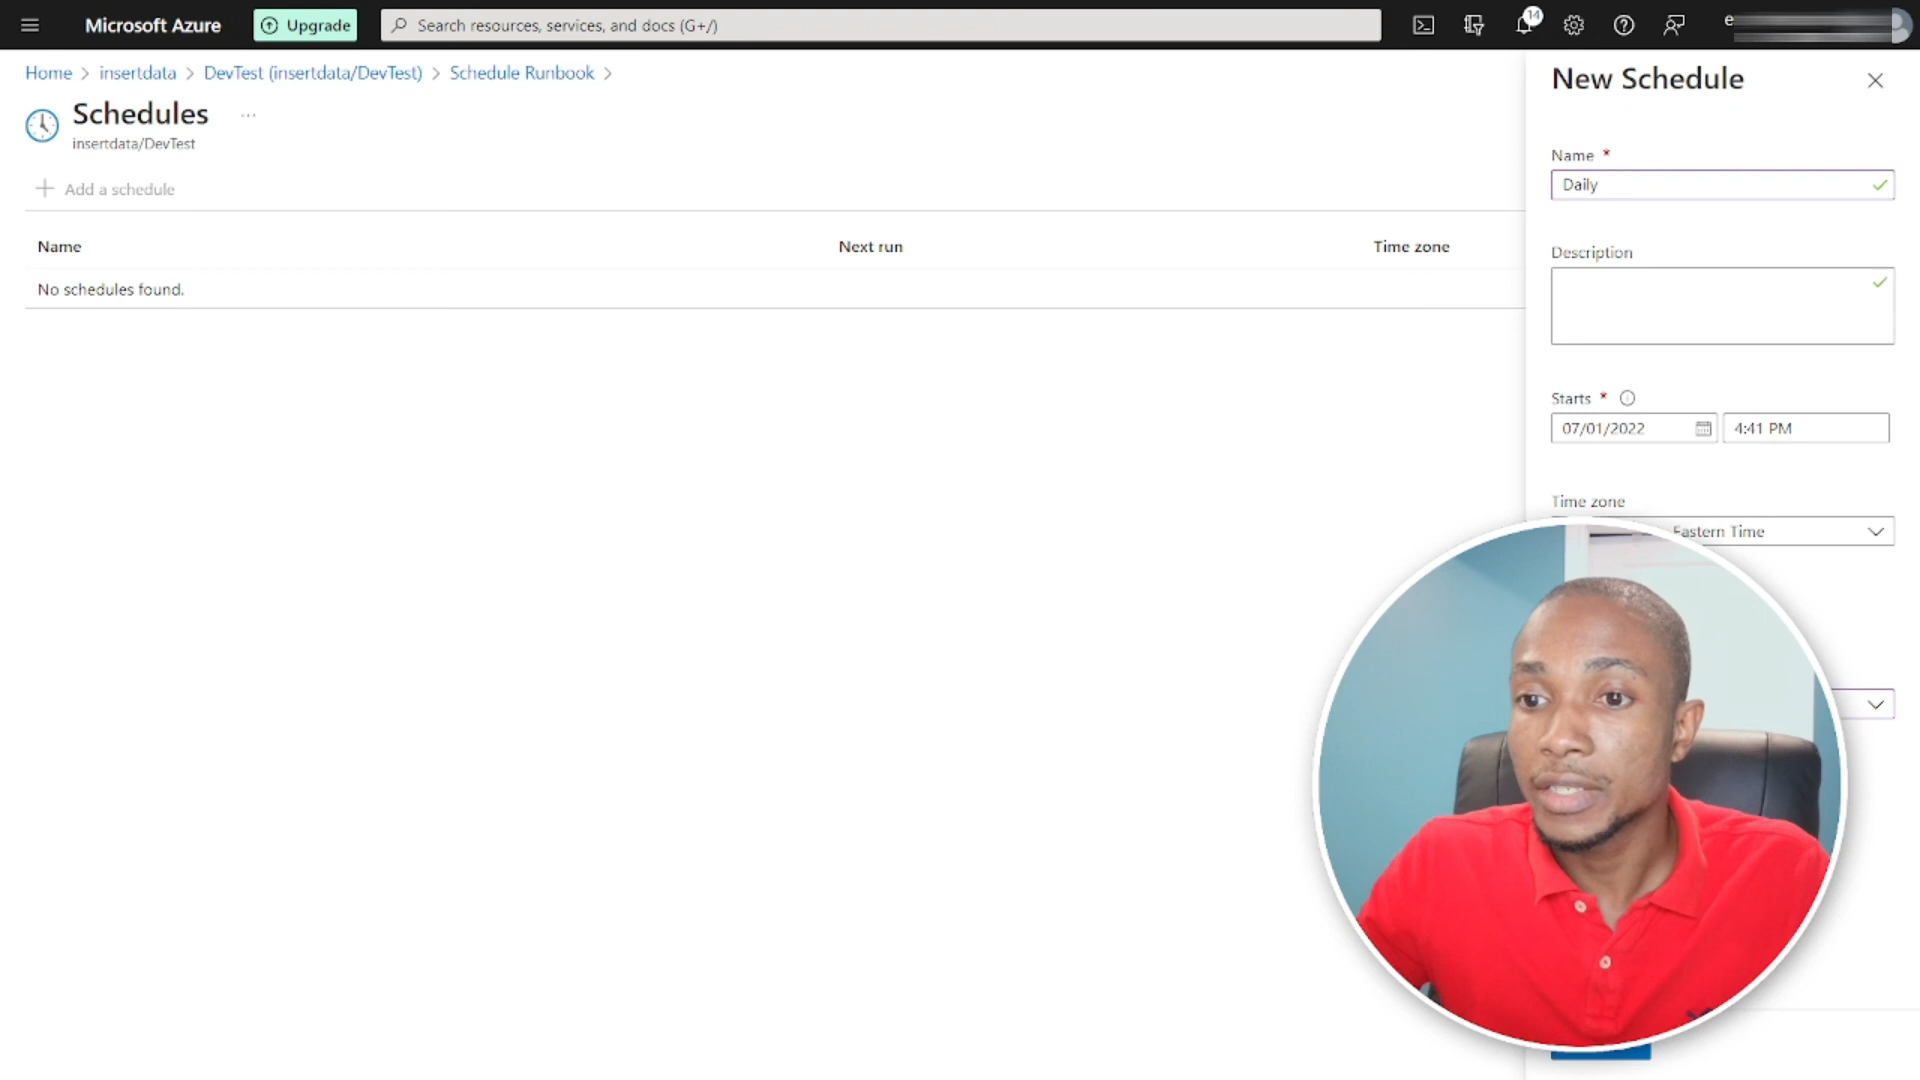 Microsoft Azure
Upgrade
Search resources, services, and docs (G+/)
14
e
Home > insertdata > DevTest (insertdata/DevTest) > Schedule Runbook >
Schedules ...
insertdata/DevTest
+ Add a schedule
Name Next run Time zone
No schedules found.
New Schedule
Name *
Daily
Description
Starts *
07/01/2022 4:41 PM
Time zone
Eastern Time